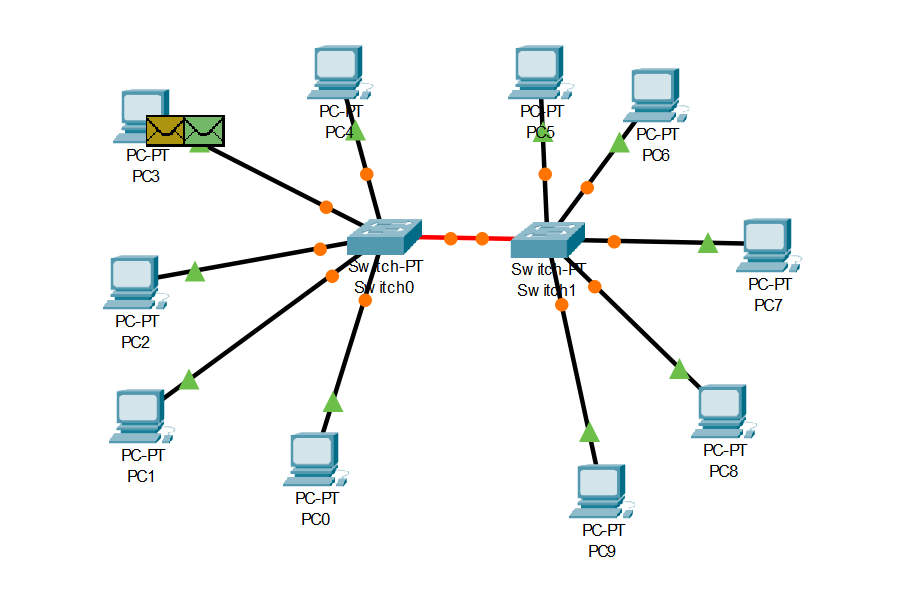 PC-PT
PC4
PC-PT
PC5
PC-PT
PC6
PC-PT
PC3
Switch-PT
Switch0
Switch-PT
Switch1
PC-PT
PC7
PC-PT
PC2
PC-PT
PC1
PC-PT
PC8
PC-PT
PC0
PC-PT
PC9